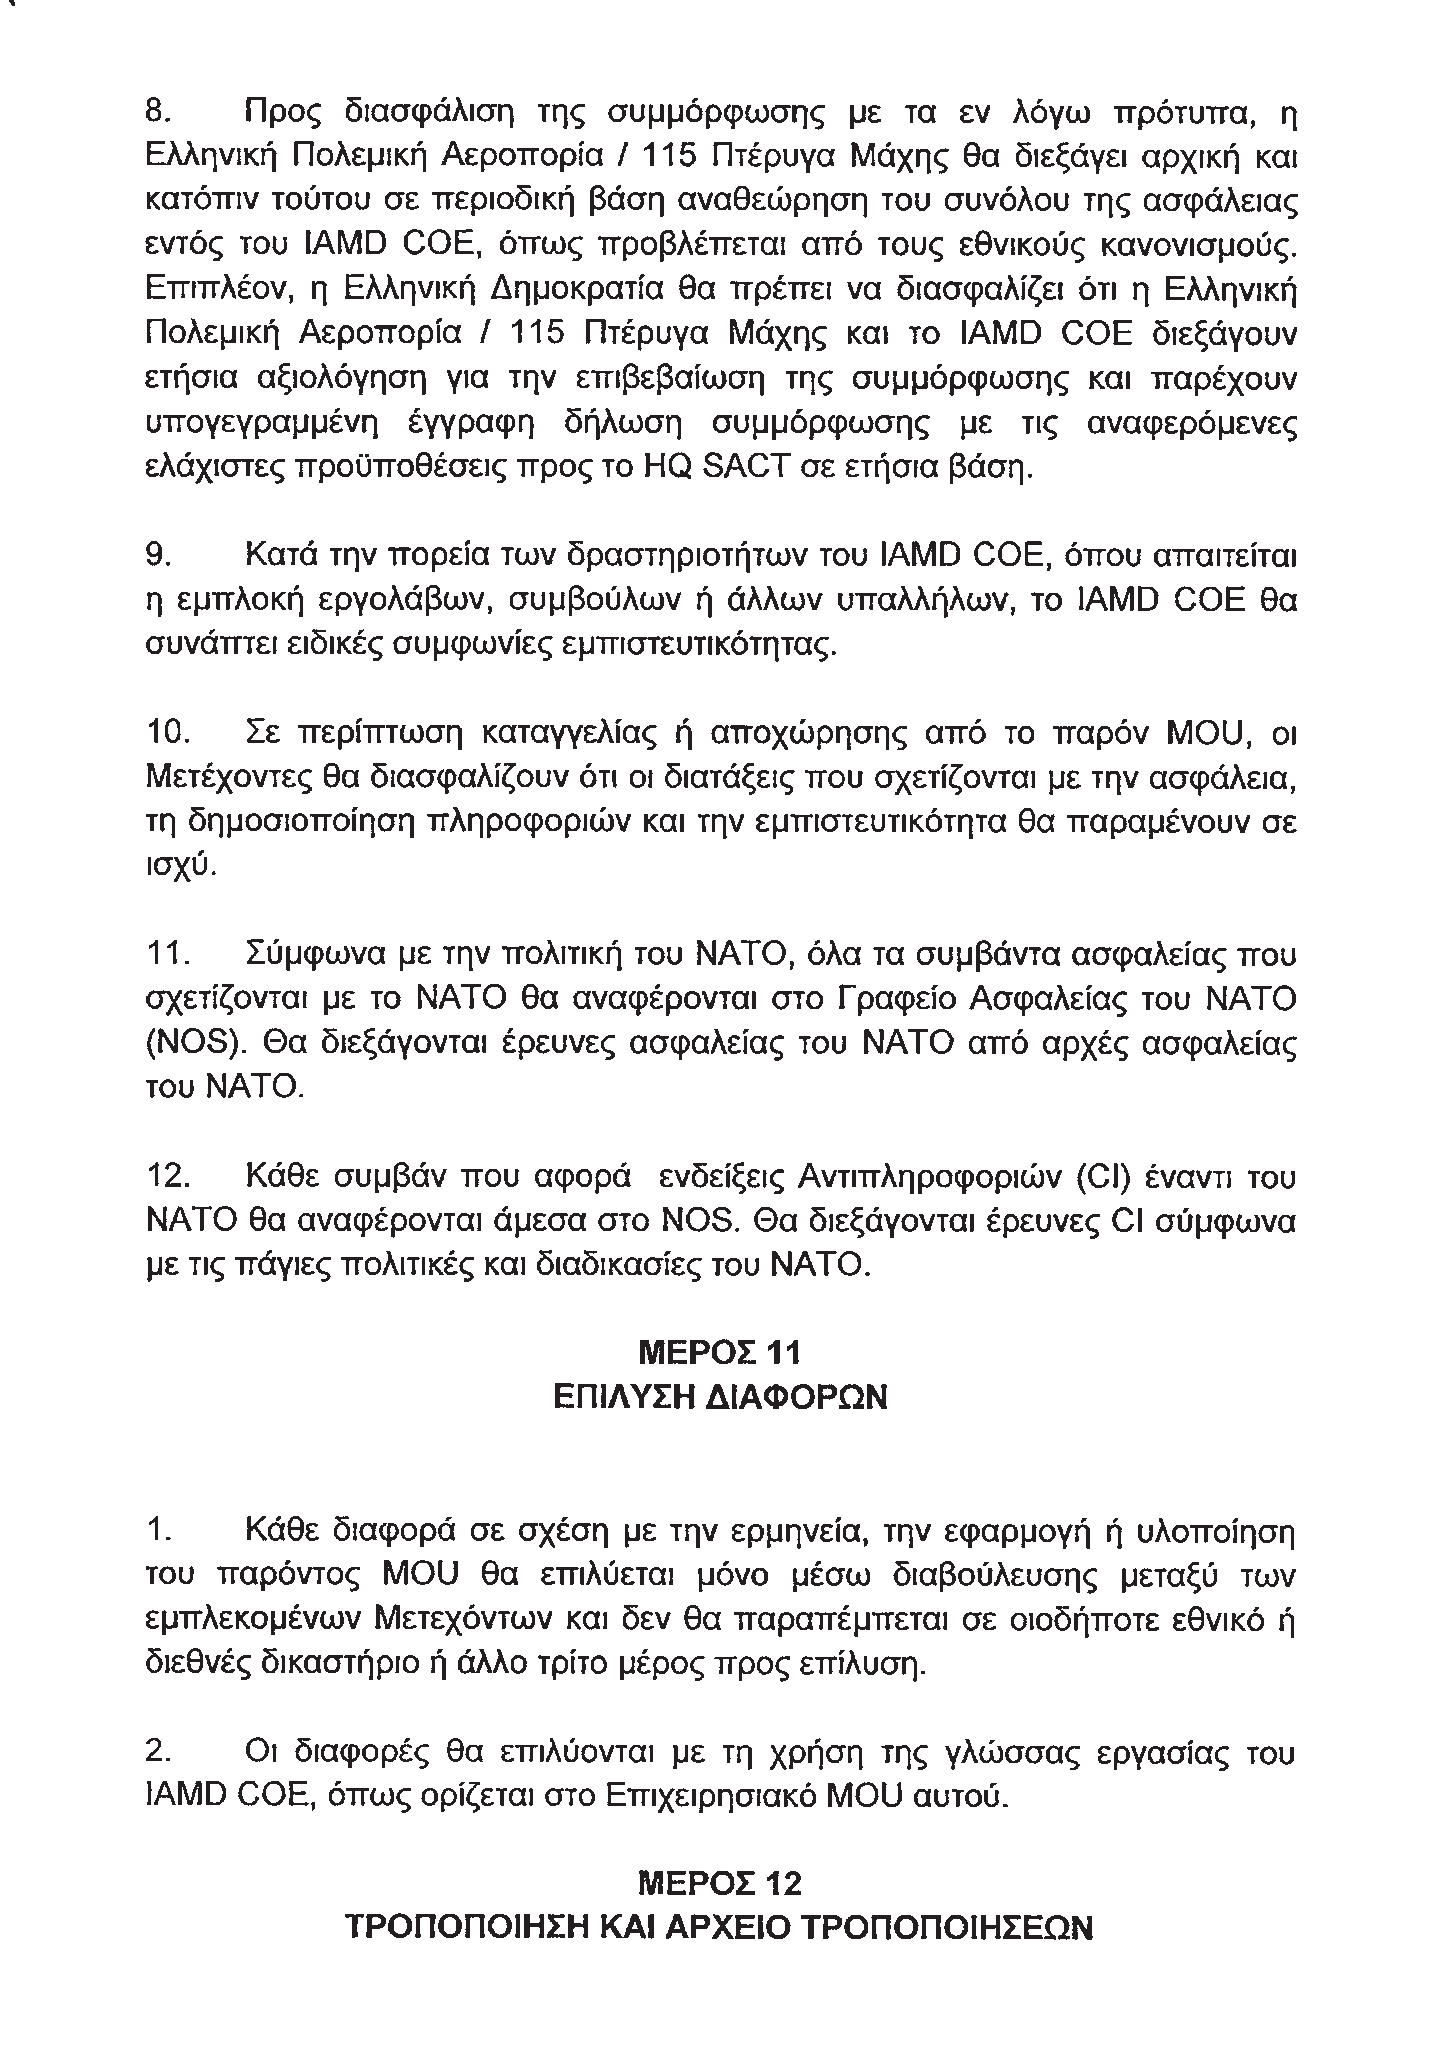 8. Προς διασφάλιση της συμμόρφωσης με τα εν λόγω πρότυπα, η
Ελληνική Πολεμική Αεροπορία / 115 Πτέρυγα Μάχης θα διεξάγει αρχική και
κατόπιν τούτου σε περιοδική βάση αναθεώρηση του συνόλου της ασφάλειας
εντός του IAMD COE, όπως προβλέπεται από τους εθνικούς κανονισμούς.
Επιπλέον, η Ελληνική Δημοκρατία θα πρέπει να διασφαλίζει ότι η Ελληνική
Πολεμική Αεροπορία / 115 Πτέρυγα Μάχης και το IAMD COE διεξάγουν
ετήσια αξιολόγηση για την επιβεβαίωση της συμμόρφωσης και παρέχουν
υπογεγραμμένη έγγραφη δήλωση συμμόρφωσης με τις αναφερόμενες
ελάχιστες προϋποθέσεις προς το HQ SACT σε ετήσια βάση.
9. Κατά την πορεία των δραστηριοτήτων του IAMD COE, όπου απαιτείται
η εμπλοκή εργολάβων, συμβούλων ή άλλων υπαλλήλων, το IAMD COE θα
συνάπτει ειδικές συμφωνίες εμπιστευτικότητας.
10. Σε περίπτωση καταγγελίας ή αποχώρησης από το παρόν MOU, οι
Μετέχοντες θα διασφαλίζουν ότι οι διατάξεις που σχετίζονται με την ασφάλεια,
τη δημοσιοποίηση πληροφοριών και την εμπιστευτικότητα θα παραμένουν σε
ισχύ.
11. Σύμφωνα με την πολιτική του ΝΑΤΟ, όλα τα συμβάντα ασφαλείας που
σχετίζονται με το ΝΑΤΟ θα αναφέρονται στο Γραφείο Ασφαλείας του ΝΑΤΟ
(NOS). Θα διεξάγονται έρευνες ασφαλείας του ΝΑΤΟ από αρχές ασφαλείας
του ΝΑΤΟ.
12. Κάθε συμβάν που αφορά ενδείξεις Αντιπληροφοριών (CI) έναντι του
ΝΑΤΟ θα αναφέρονται άμεσα στο NOS. Θα διεξάγονται έρευνες CI σύμφωνα
με τις πάγιες πολιτικές και διαδικασίες του ΝΑΤΟ.
ΜΕΡΟΣ 11
ΕΠΙΛΥΣΗ ΔΙΑΦΟΡΩΝ
1. Κάθε διαφορά σε σχέση με την ερμηνεία, την εφαρμογή ή υλοποίηση
του παρόντος MOU θα επιλύεται μόνο μέσω διαβούλευσης μεταξύ των
εμπλεκομένων Μετεχόντων και δεν θα παραπέμπεται σε οιοδήποτε εθνικό ή
διεθνές δικαστήριο ή άλλο τρίτο μέρος προς επίλυση.
2. Οι διαφορές θα επιλύονται με τη χρήση της γλώσσας εργασίας του
IAMD COE, όπως ορίζεται στο Επιχειρησιακό MOU αυτού.
ΜΕΡΟΣ 12
ΤΡΟΠΟΠΟΙΗΣΗ ΚΑΙ ΑΡΧΕΙΟ ΤΡΟΠΟΠΟΙΗΣΕΩΝ